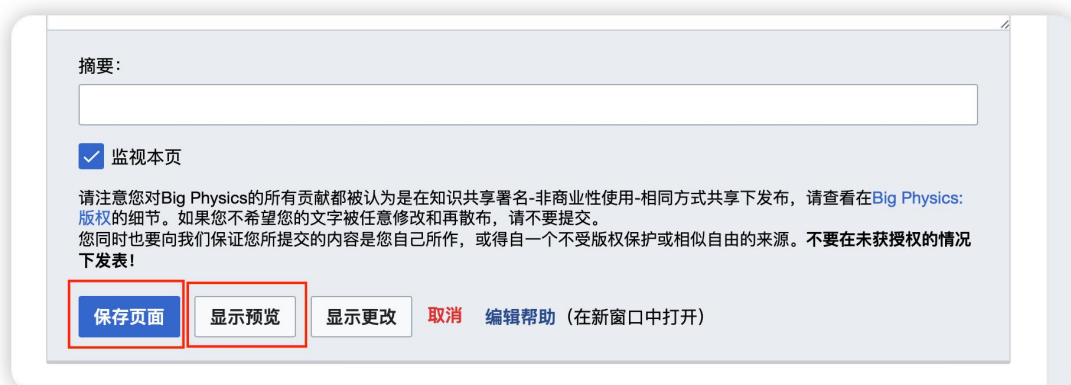 摘要：
监视本页
请注意您对Big Physics的所有贡献都被认为是在知识共享署名-非商业性使用-相同方式共享下发布，请查看在Big Physics:
版权的细节。如果您不希望您的文字被任意修改和再散布，请不要提交。
您同时也要向我们保证您所提交的内容是您自己所作，或得自一个不受版权保护或相似自由的来源。不要在未获授权的情况
下发表！
保存页面 显示预览 显示更改 取消 编辑帮助（在新窗口中打开）